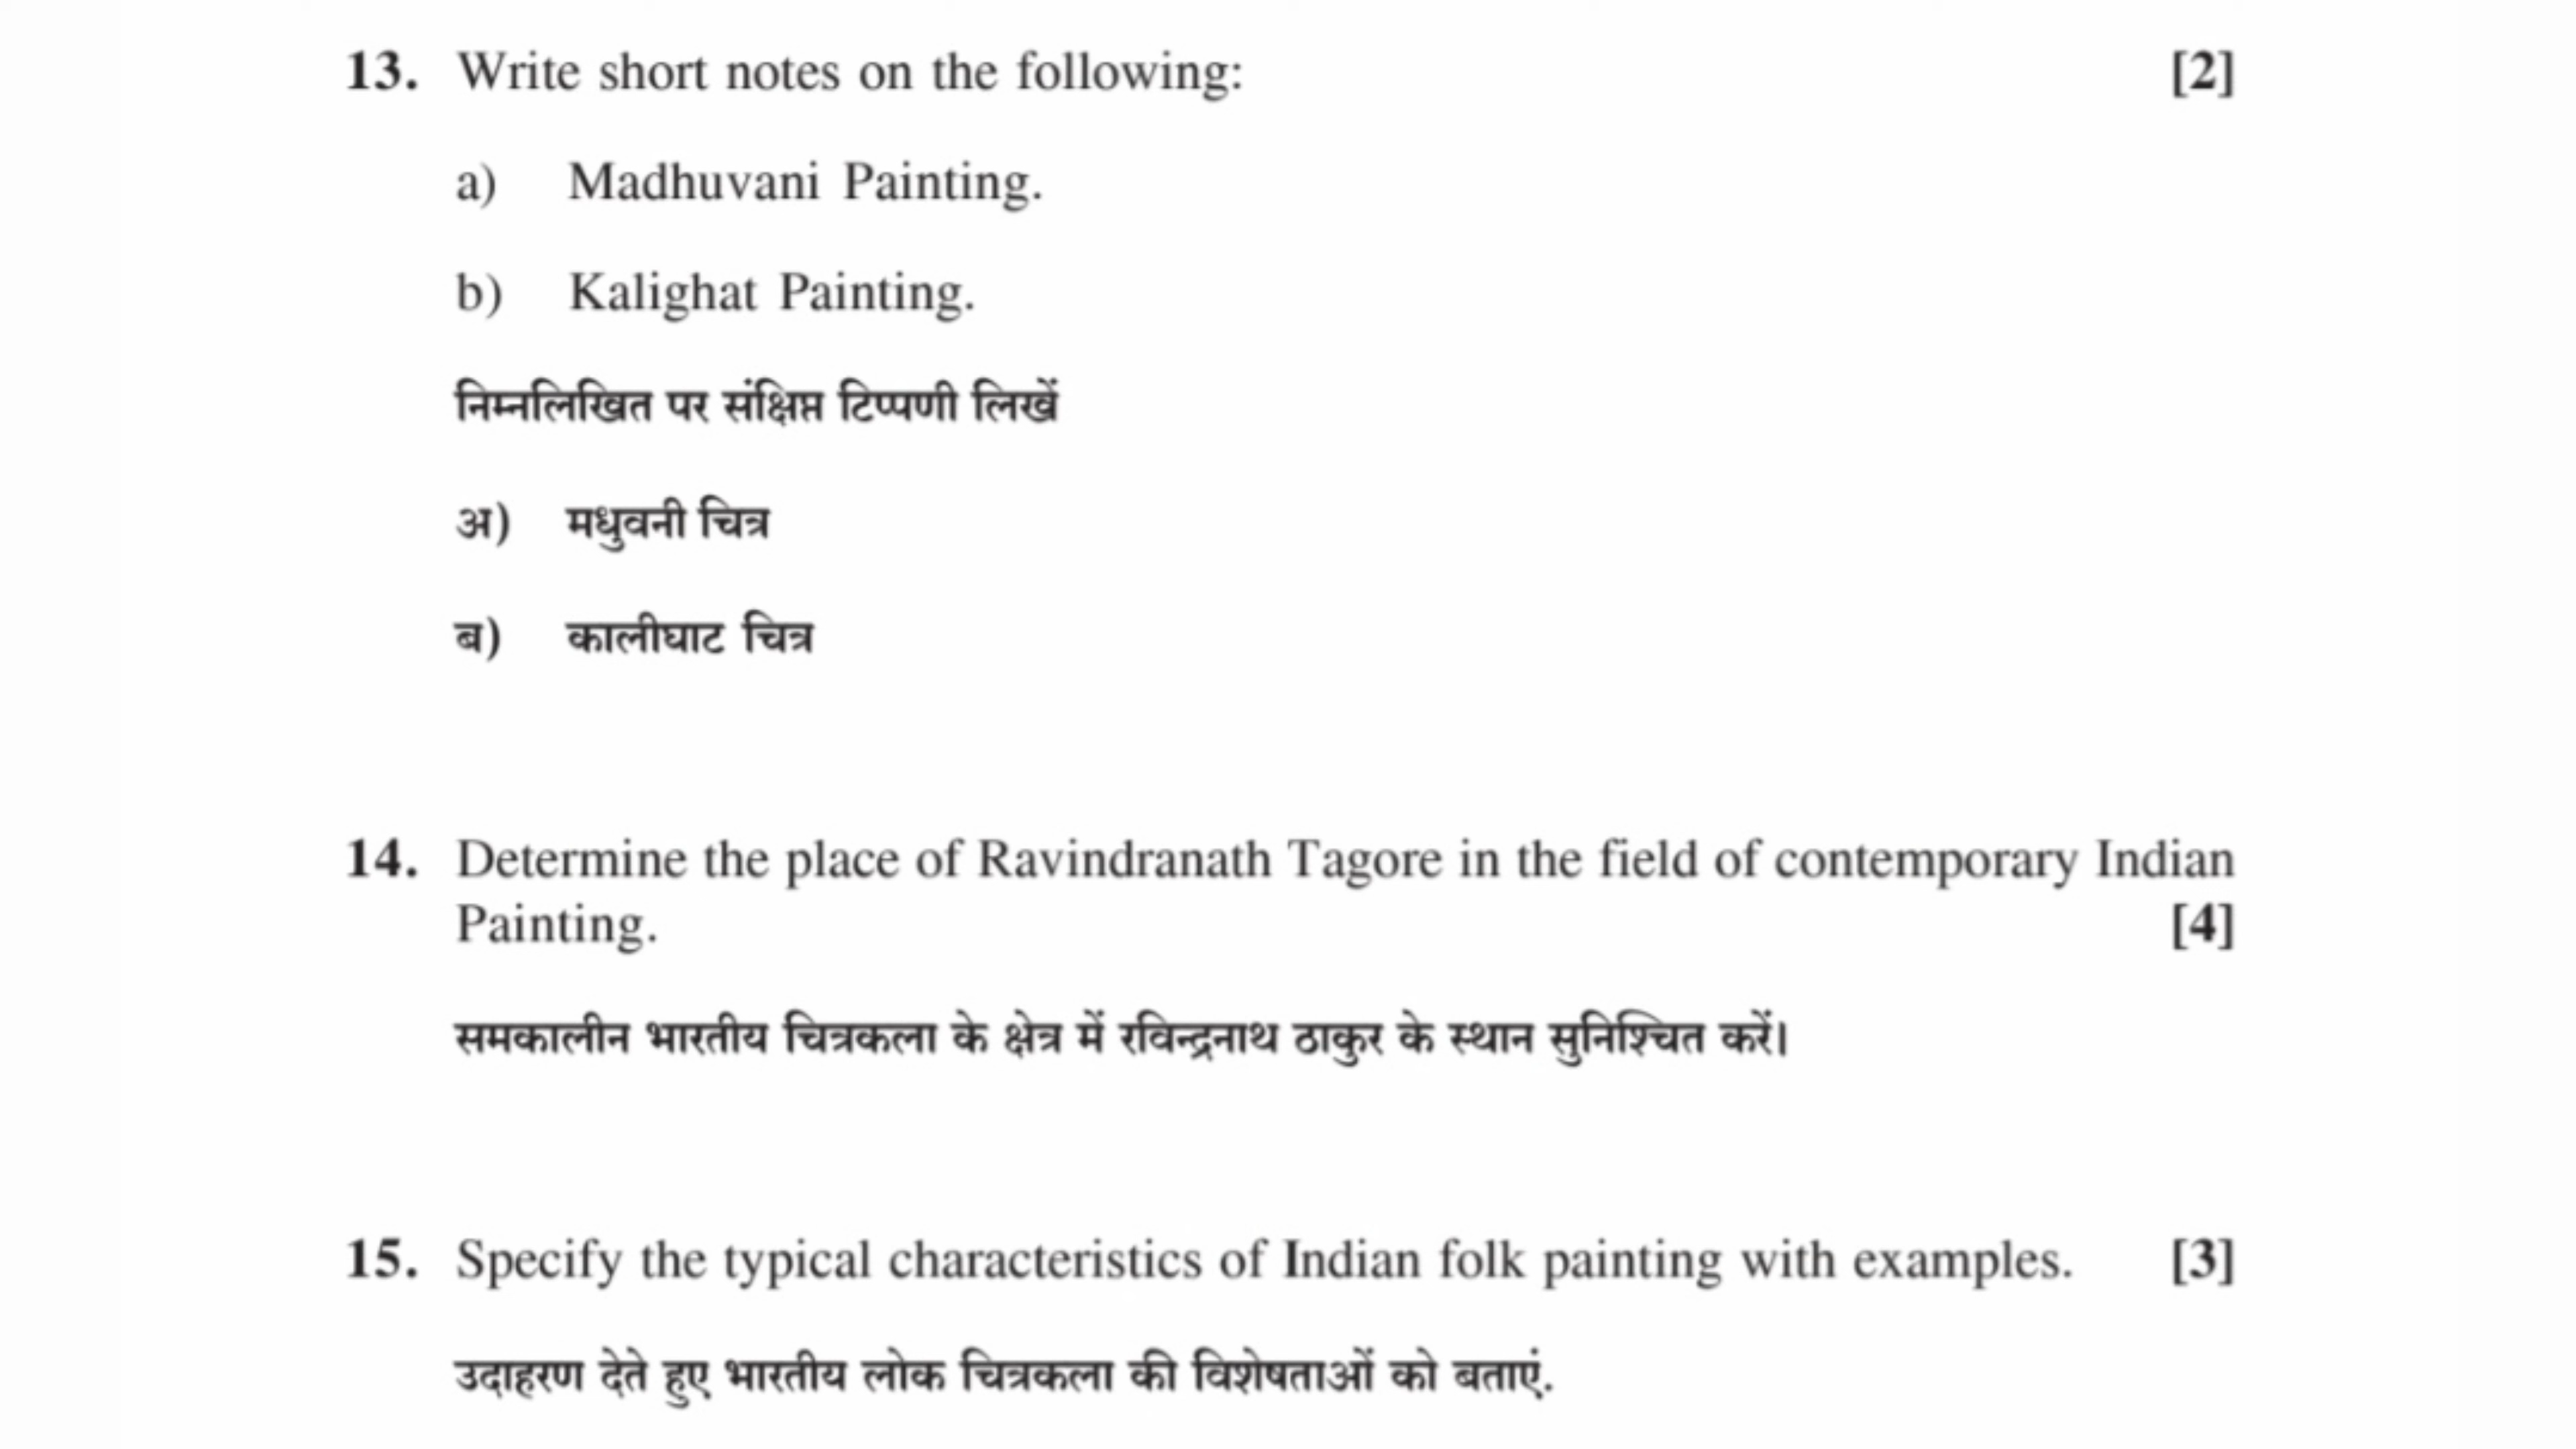 13. Write short notes on the following: [2]
a) Madhuvani Painting.
b) Kalighat Painting.
निम्नलिखित पर संक्षिप्त टिप्पणी लिखें
अ) मधुवनी चित्र
ब) कालीघाट चित्र
14. Determine the place of Ravindranath Tagore in the field of contemporary Indian
Painting. [4]
समकालीन भारतीय चित्रकला के क्षेत्र में रविन्द्रनाथ ठाकुर के स्थान सुनिश्चित करें।
15. Specify the typical characteristics of Indian folk painting with examples. [3]
उदाहरण देते हुए भारतीय लोक चित्रकला की विशेषताओं को बताएं.